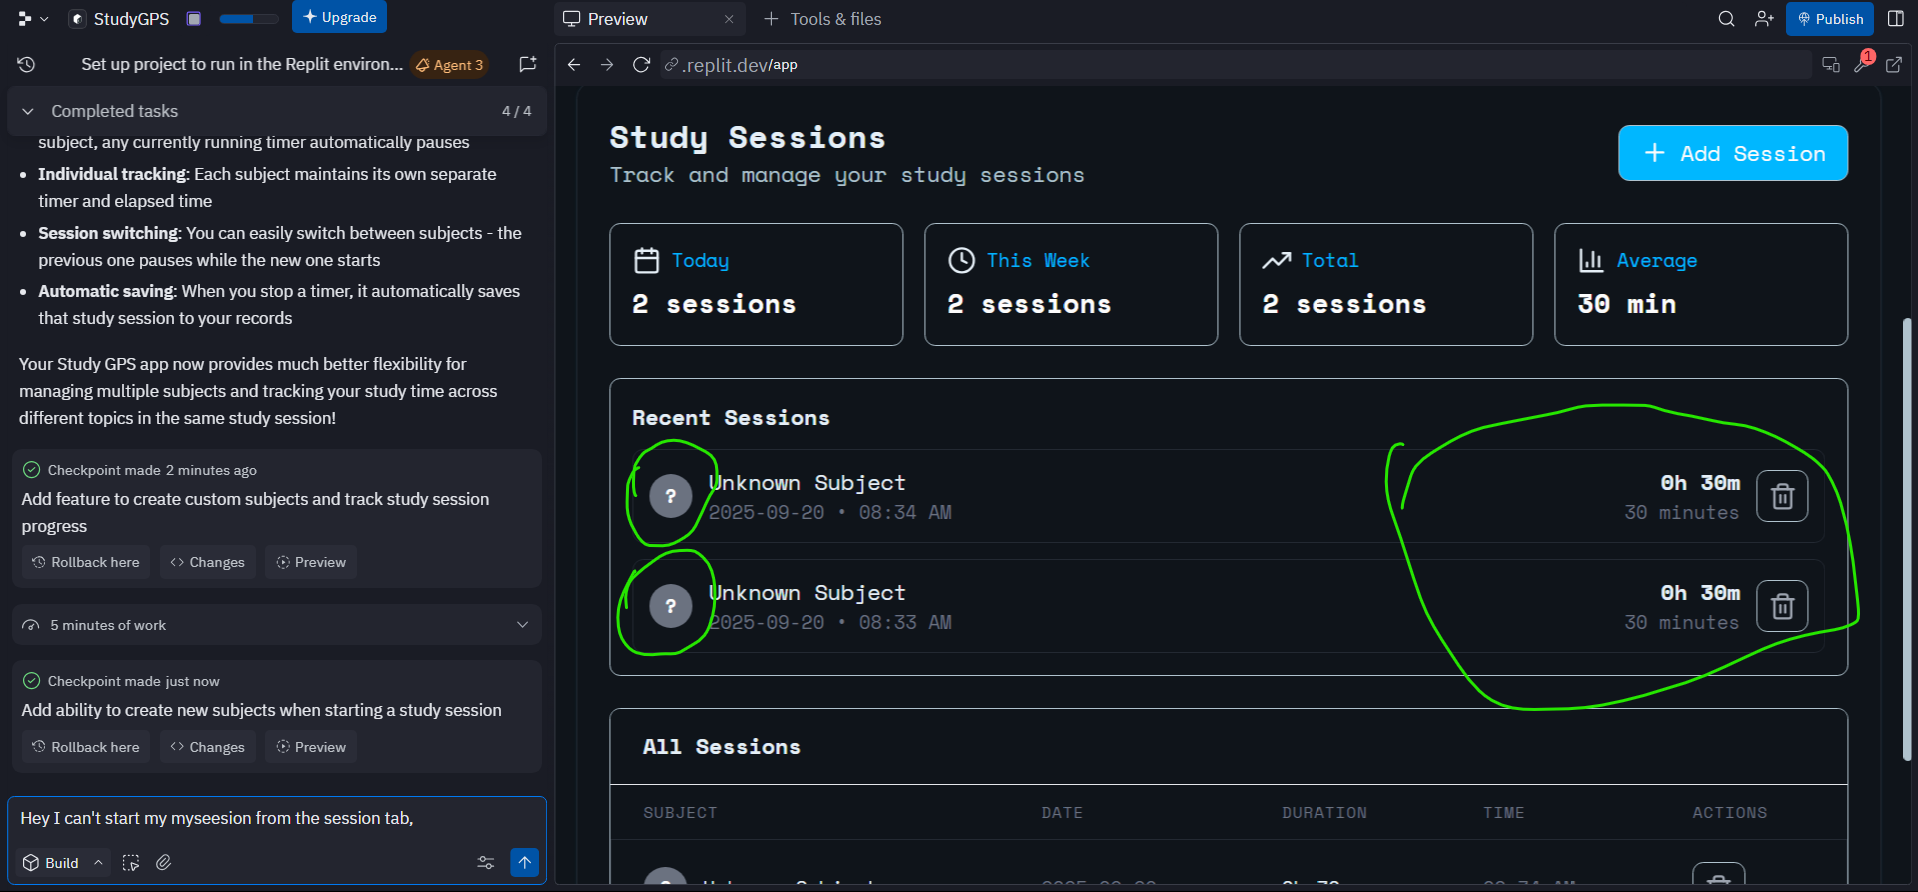 StudyGPS
Upgrade
Preview
Tools & files
Publish
Set up project to run in the Replit environ...
Agent 3
.replit.dev/app
1
Completed tasks
4 / 4
subject, any currently running timer automatically pauses
Individual tracking: Each subject maintains its own separate
timer and elapsed time
Session switching: You can easily switch between subjects - the
previous one pauses while the new one starts
Automatic saving: When you stop a timer, it automatically saves
that study session to your records
Your Study GPS app now provides much better flexibility for
managing multiple subjects and tracking your study time across
different topics in the same study session!
Checkpoint made 2 minutes ago
Add feature to create custom subjects and track study session
progress
Rollback here
Changes
Preview
5 minutes of work
Checkpoint made just now
Add ability to create new subjects when starting a study session
Rollback here
Changes
Preview
Hey I can't start my myseesion from the session tab,
Build
Study Sessions
Track and manage your study sessions
Add Session
Today
2 sessions
This Week
2 sessions
Total
2 sessions
Average
30 min
Recent Sessions
?
Unknown Subject
2025-09-20 • 08:34 AM
0h 30m
30 minutes
?
Unknown Subject
2025-09-20 • 08:33 AM
0h 30m
30 minutes
All Sessions
SUBJECT
DATE
DURATION
TIME
ACTIONS